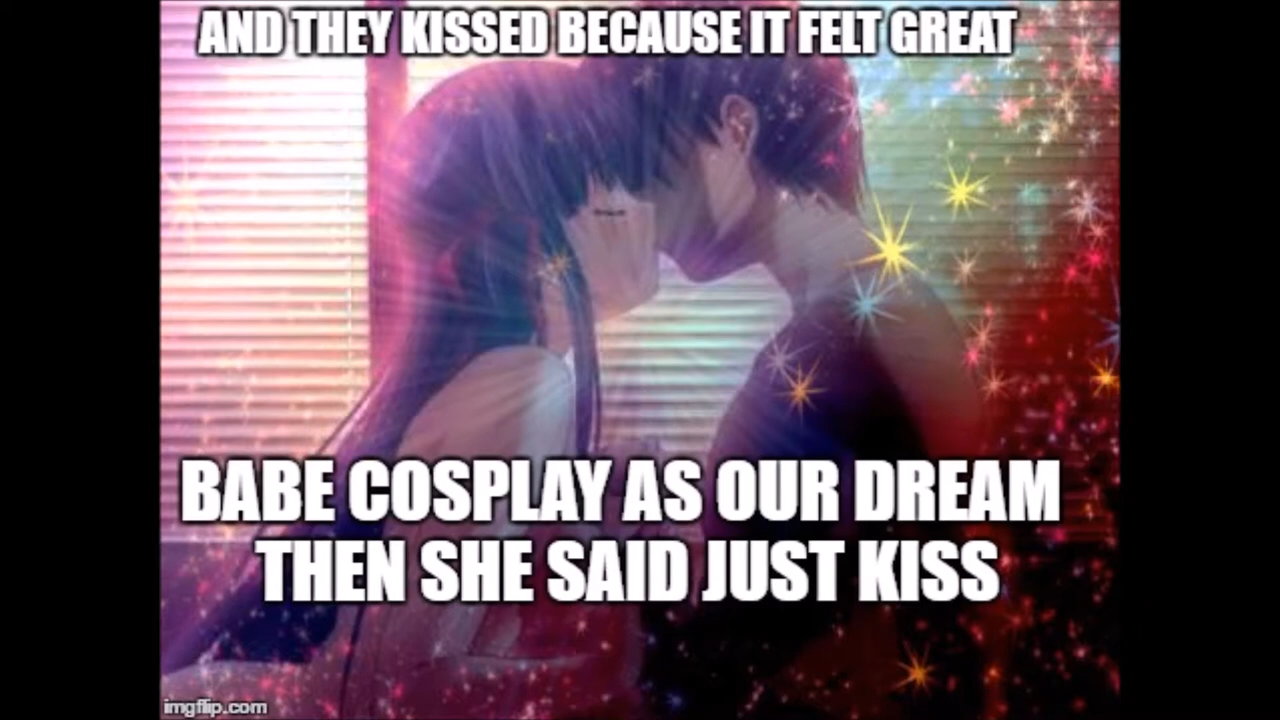 AND THEY KISSED BECAUSE IT FELT GREAT
BABE COSPLAY AS OUR DREAM
THEN SHE SAID JUST KISS
imgflip.com